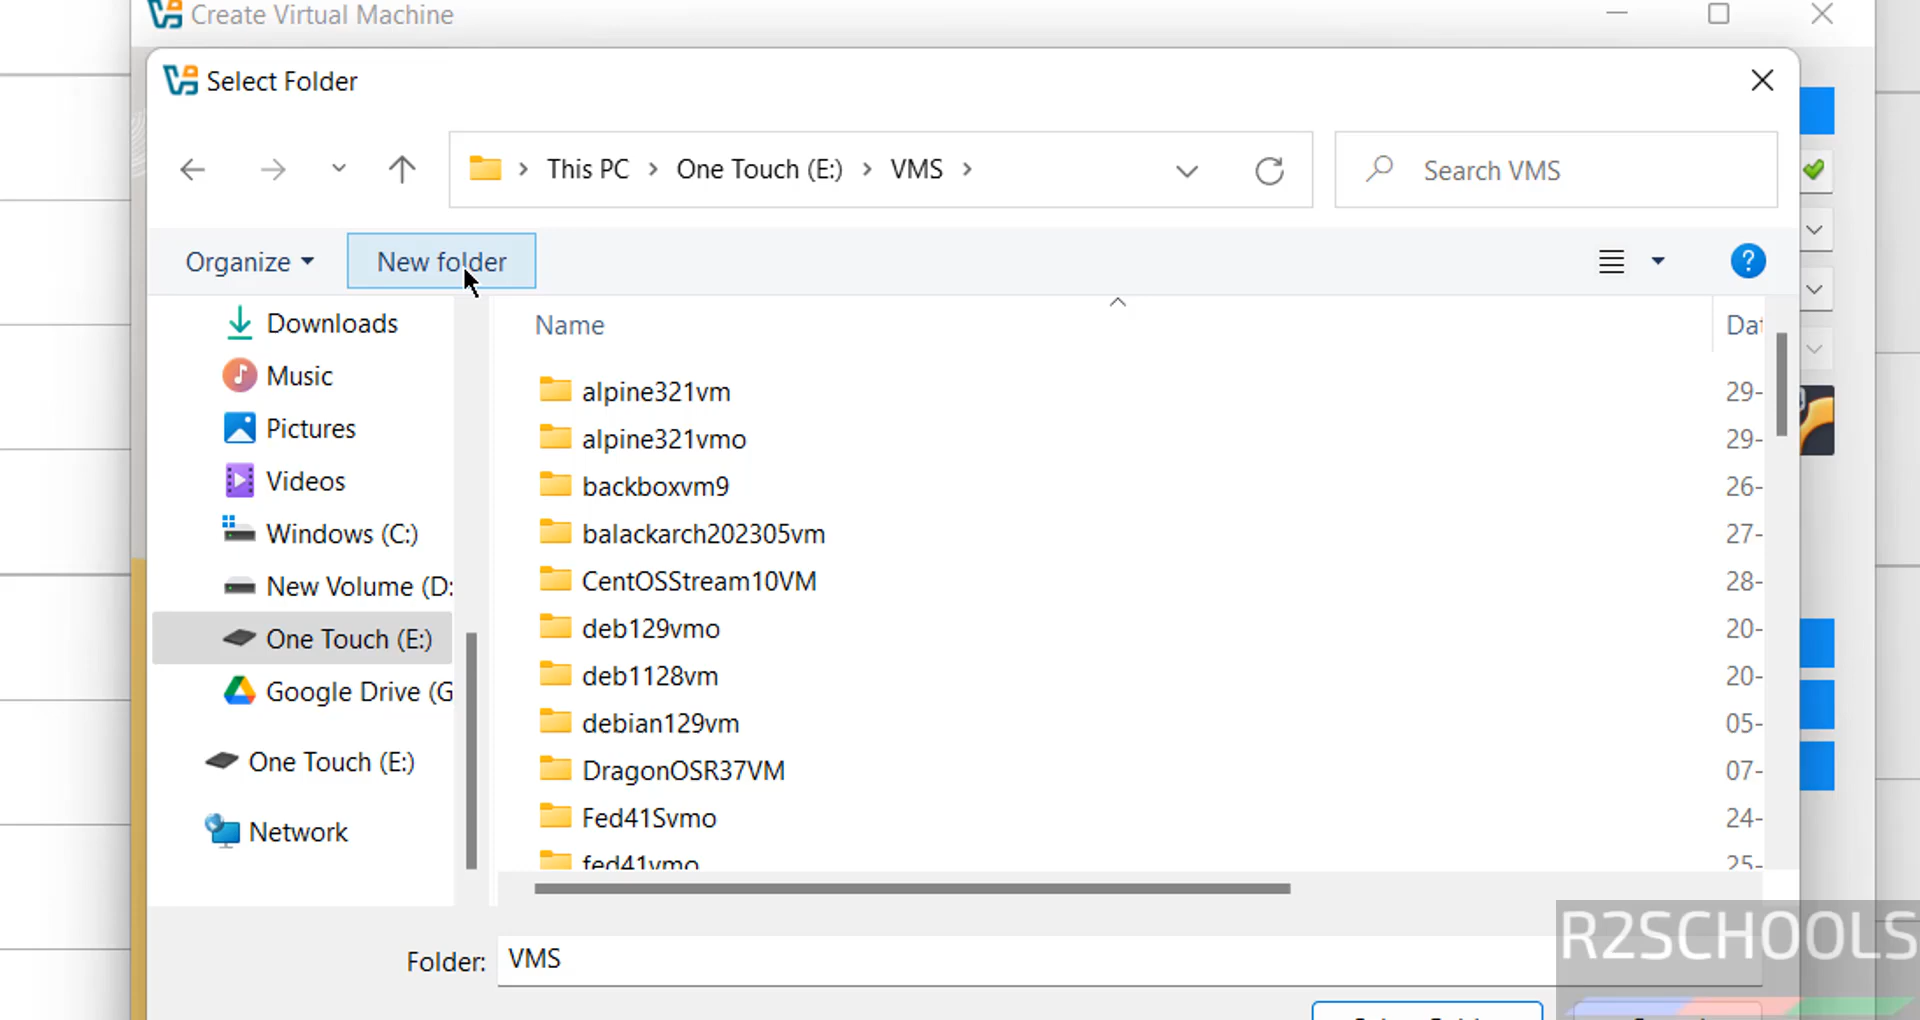 Create Virtual Machine
Select Folder
This PC > One Touch (E:) > VMS >
Search VMS
Organize
New folder
?
Downloads
Music
Pictures
Videos
Windows (C:)
New Volume (D:
One Touch (E:)
Google Drive (G
One Touch (E:)
Network
Name
Dat
alpine321vm 29-
alpine321vmo 29-
backboxvm9 26-
balackarch202305vm 27-
CentOSStream10VM 28-
deb129vmo 20-
deb1128vm 20-
debian129vm 05-
DragonOSR37VM 07-
Fed41Svmo 24-
fed41vmo 25-
Folder: VMS
R2SCHOOLS